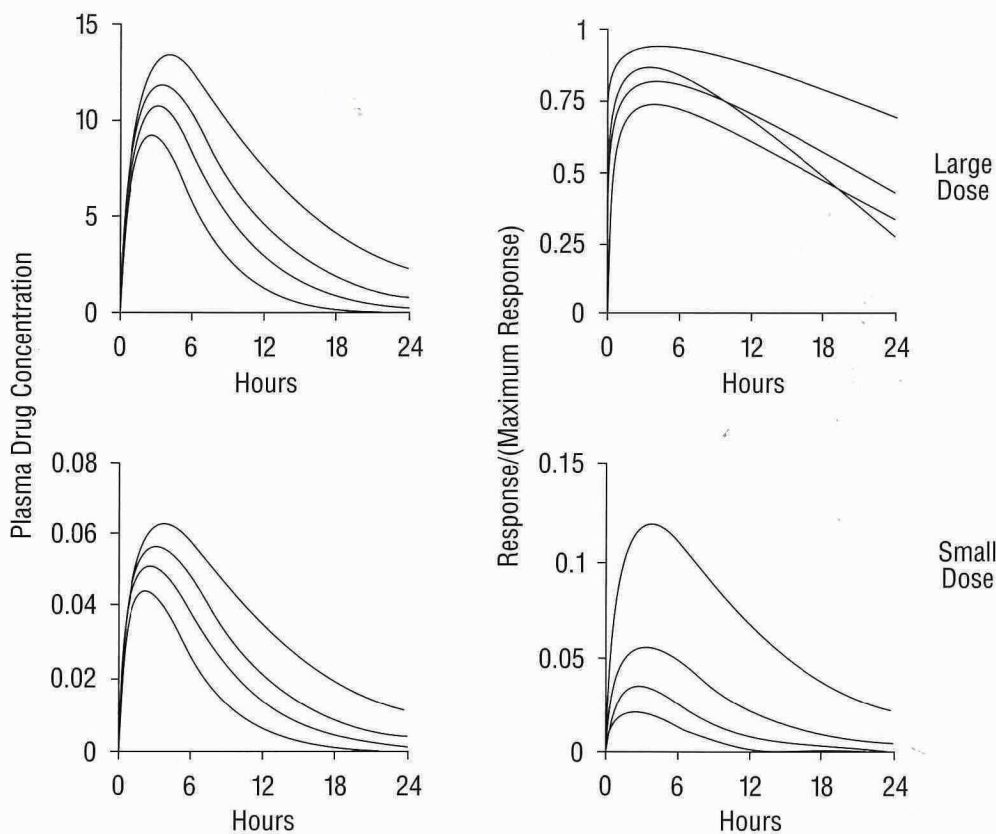 15
10
5
0
0 6 12 18 24
Hours
1
0.75
0.5
0.25
0
0 6 12 18 24
Hours
Large
Dose
Plasma Drug Concentration
Response/(Maximum Response)
0.08
0.06
0.04
0.02
0
0 6 12 18 24
Hours
0.15
0.1
0.05
0
0 6 12 18 24
Hours
Small
Dose